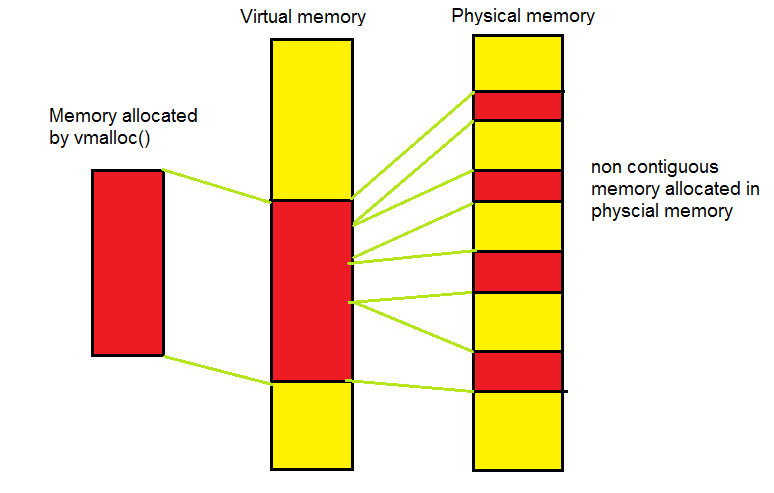 Virtual memory
Physical memory
Memory allocated
by vmalloc()
non contiguous
memory allocated in
physcial memory